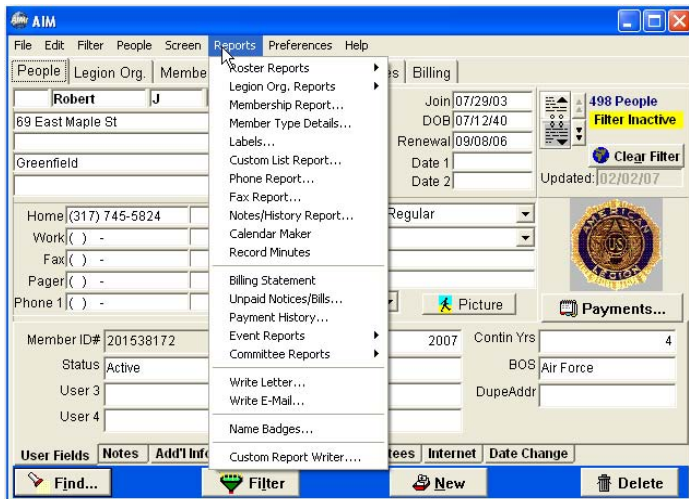 AIM
File Edit Filter People Screen Reports Preferences Help
People Legion Org. Membe s Billing
Roster Reports
Legion Org. Reports
Membership Report...
Member Type Details...
Labels...
Custom List Report...
Phone Report...
Fax Report...
Notes/History Report...
Calendar Maker
Record Minutes
Billing Statement
Unpaid Notices/Bills...
Payment History...
Event Reports
Committee Reports
Write Letter...
Write E-Mail...
Name Badges...
Custom Report Writer....
Robert J
69 East Maple St
Greenfield
Join 07/29/03
DOB 07/12/40
Renewal 09/08/06
Date 1
Date 2
498 People
Filter Inactive
Clear Filter
Updated: 02/02/07
Home (317) 745-5824
Work ( ) -
Fax ( ) -
Pager ( ) -
Phone 1 ( ) -
Regular
Picture
AMERICAN
US
LEGION
Payments...
Member ID# 201538172
Status Active
User 3
User 4
2007 Contin Yrs 4
BOS Air Force
DupeAddr
User Fields Notes Add'l Info tees Internet Date Change
Find... Filter New Delete